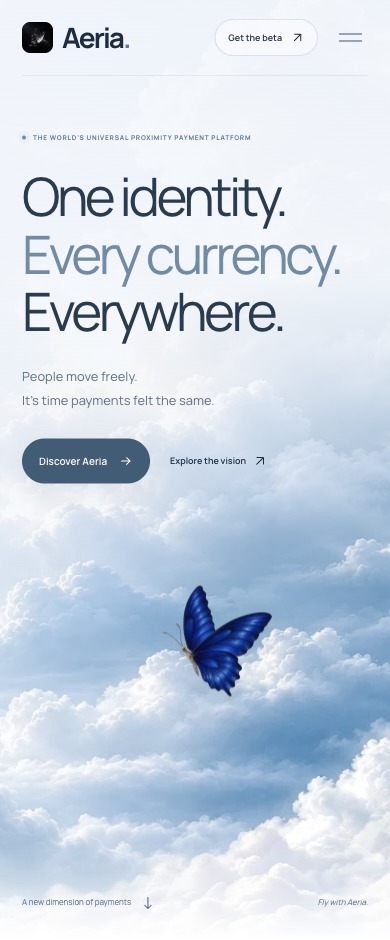 Aeria.
Get the beta
THE WORLD'S UNIVERSAL PROXIMITY PAYMENT PLATFORM
One identity.
Every currency.
Everywhere.
People move freely.
It's time payments felt the same.
Discover Aeria
Explore the vision
A new dimension of payments
Fly with Aeria.